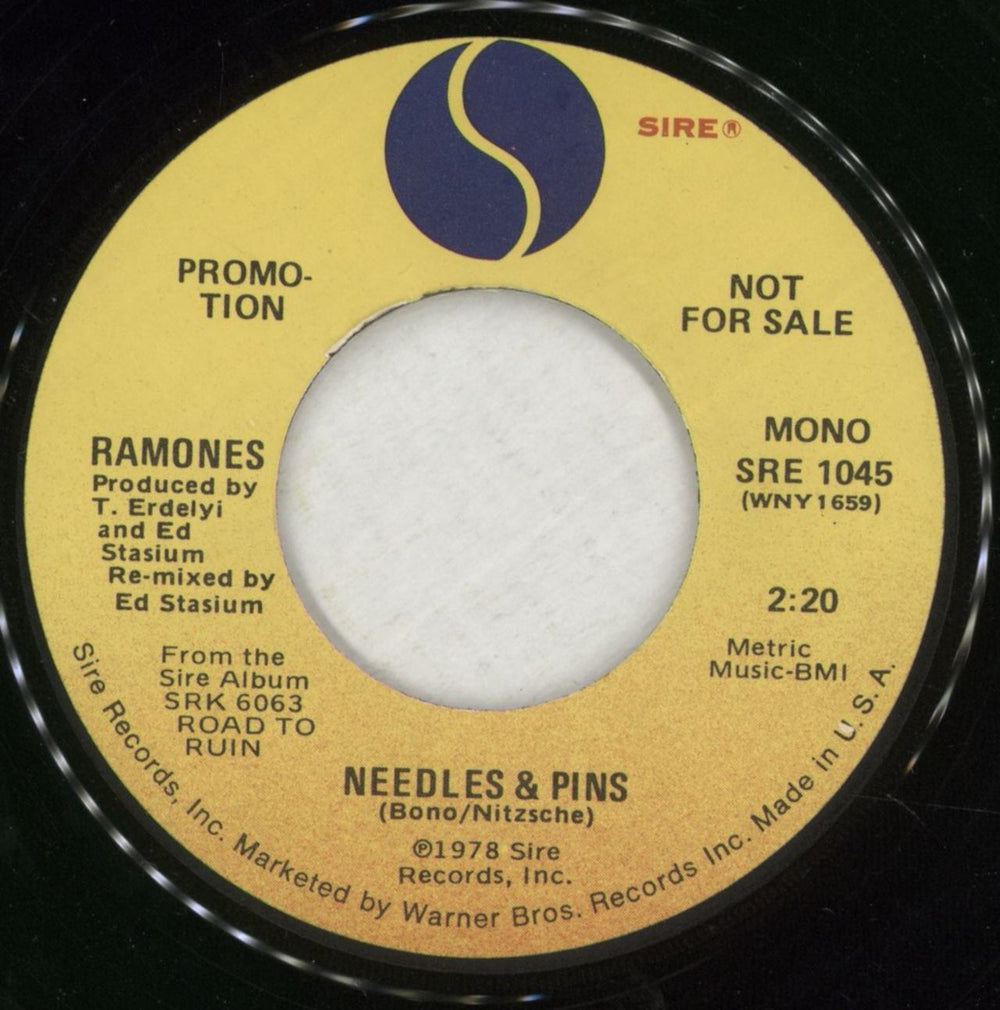 SIRE®
PROMO-
TION
NOT
FOR SALE
RAMONES
Produced by
T. Erdelyi
and Ed
Stasium
Re-mixed by
Ed Stasium
MONO
SRE 1045
(WNY 1659)
2:20
Metric
Music-BMI
From the
Sire Album
SRK 6063
ROAD TO
RUIN
NEEDLES & PINS
(Bono/Nitzsche)
℗1978 Sire
Records, Inc.
Sire Records, Inc. Marketed by Warner Bros. Records Inc. Made in U. S. A.